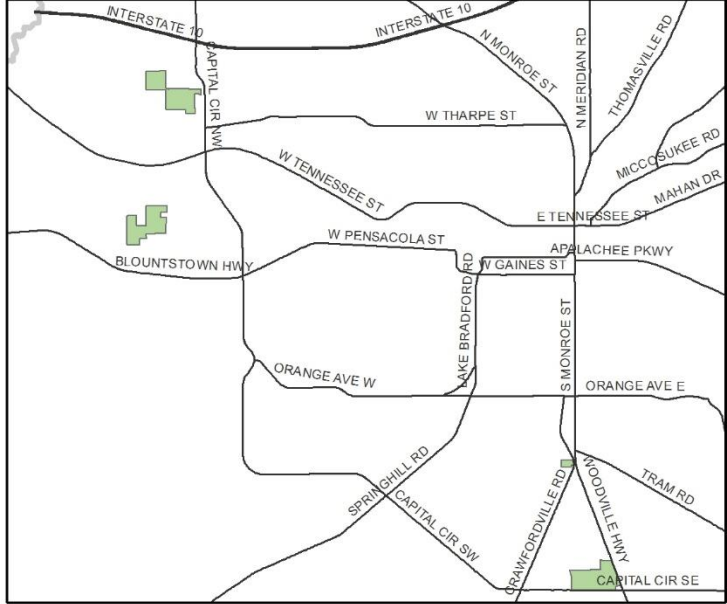 INTERSTATE 10
INTERSTATE 10
CAPITAL CIR NW
N MONROE ST
N MERIDIAN RD
THOMASVILLE RD
W THARPE ST
MICCOSUKEE RD
MAHAN DR
W TENNESSEE ST
E TENNESSEE ST
W PENSACOLA ST
APALACHEE PKWY
BLOUNTSTOWN HWY
W GAINES ST
LAKE BRADFORD RD
S MONROE ST
ORANGE AVE W
ORANGE AVE E
SPRINGHILL RD
CAPITAL CIR SW
CRAWFORDVILLE RD
WOODVILLE HWY
TRAM RD
CAPITAL CIR SE